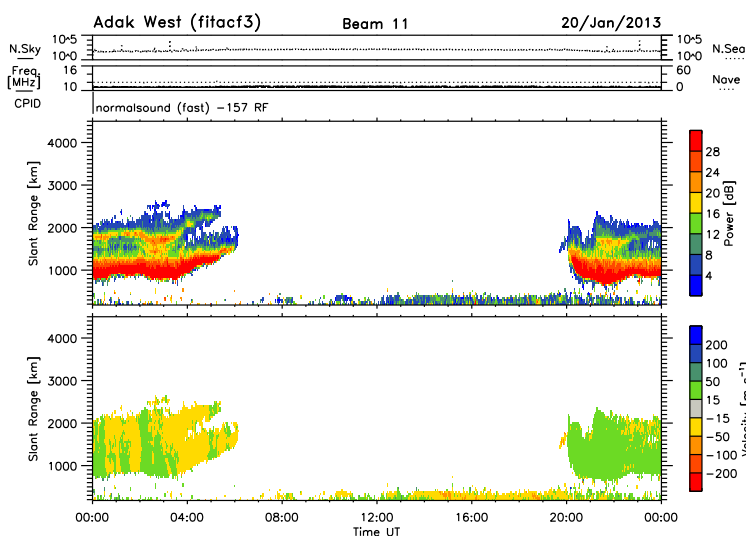 Adak West (fitacf3) Beam 11 20/Jan/2013
N.Sky 10^5 10^0 10^5 10^0 N.Sea
Freq. [MHz] 16 10 60 0 Nave
CPID normalsound (fast) -157 RF
Slant Range [km]
4000
3000
2000
1000
28
24
20
16
12
8
4
Power [dB]
Slant Range [km]
4000
3000
2000
1000
200
100
50
15
-15
-50
-100
-200
Velocity [m s^-1]
00:00 04:00 08:00 12:00 16:00 20:00 00:00
Time UT